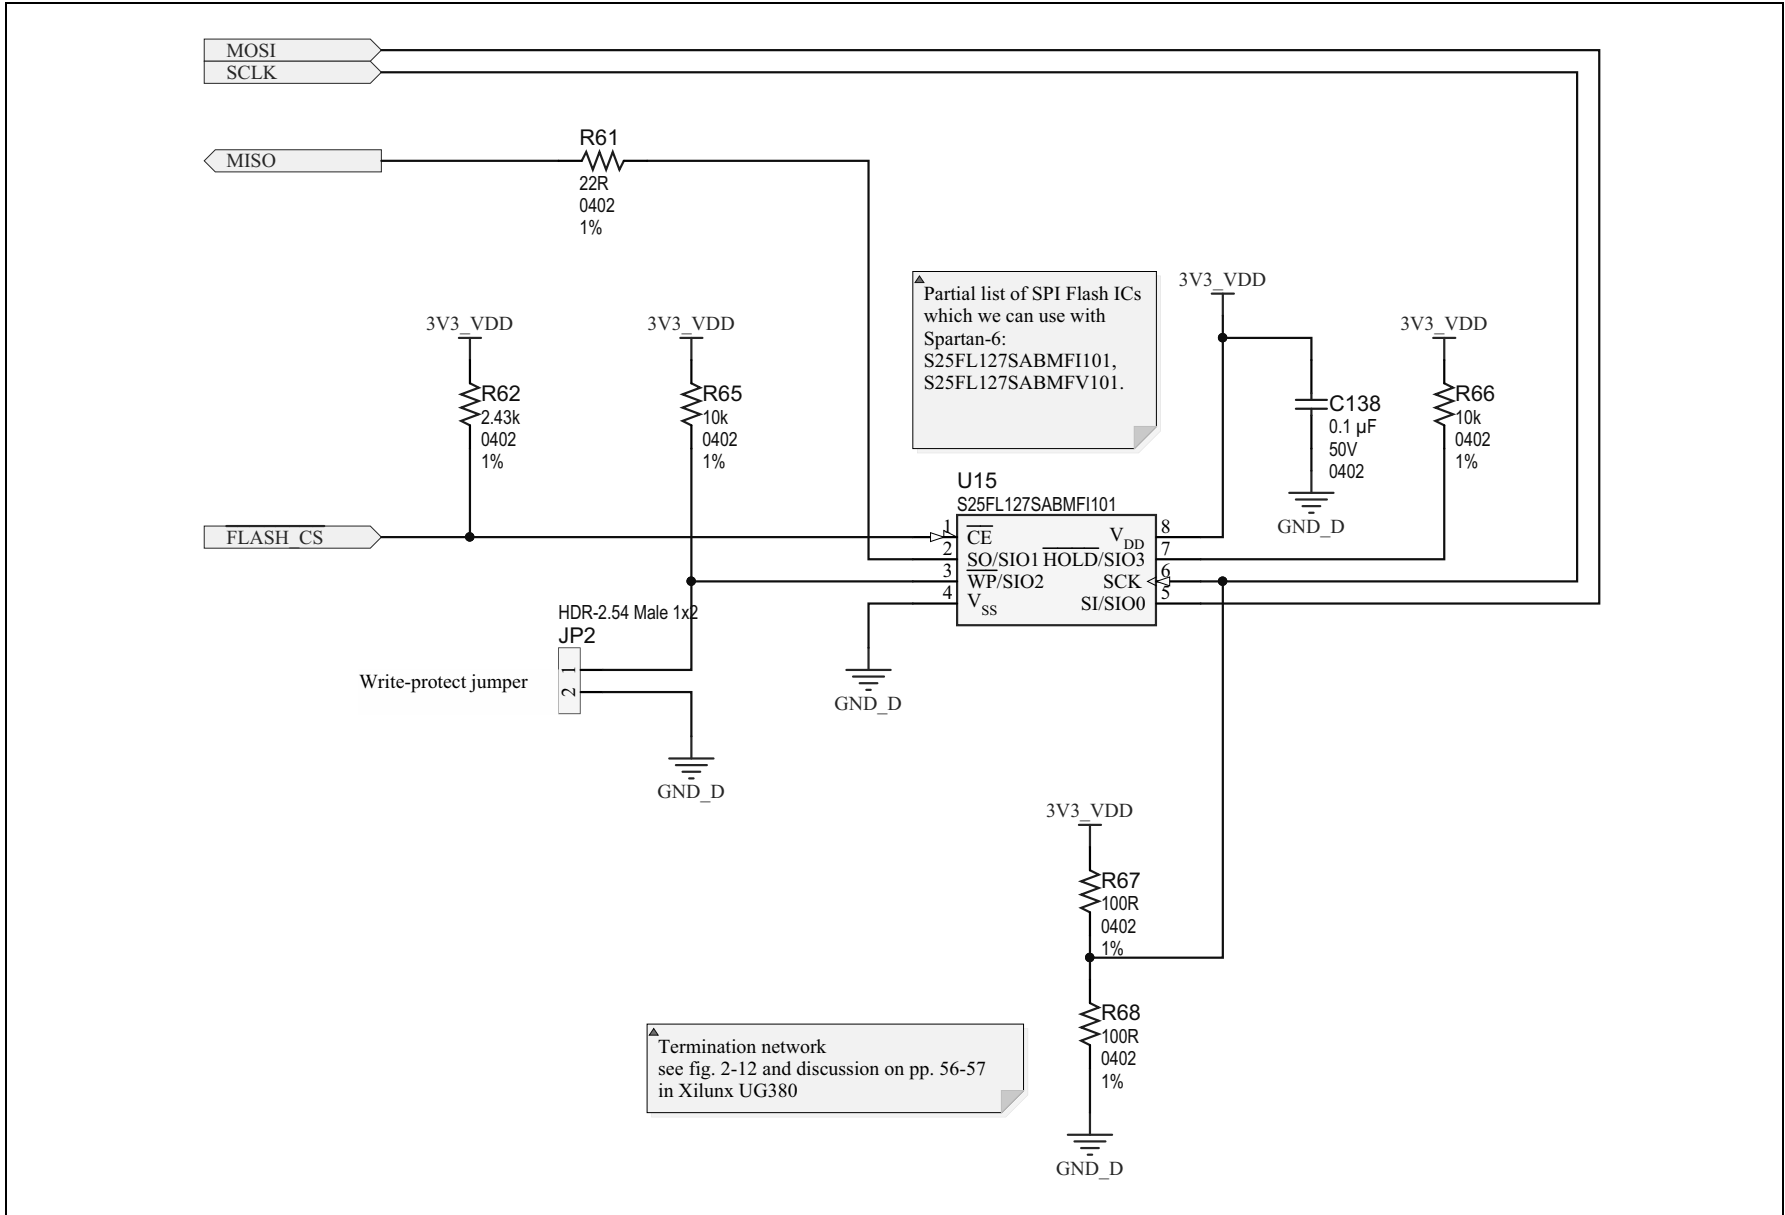 MOSI
SCLK
MISO
R61
22R
0402
1%
Partial list of SPI Flash ICs
which we can use with
Spartan-6:
S25FL127SABMFI101,
S25FL127SABMFV101.
3V3_VDD
3V3_VDD
3V3_VDD
3V3_VDD
R62
2.43k
0402
1%
R65
10k
0402
1%
C138
0.1 µF
50V
0402
GND_D
R66
10k
0402
1%
U15
S25FL127SABMFI101
FLASH_CS
1 CE VDD 8
2 SO/SIO1 HOLD/SIO3 7
3 WP/SIO2 SCK 6
4 VSS SI/SIO0 5
HDR-2.54 Male 1x2
JP2
Write-protect jumper
1
2
GND_D
GND_D
3V3_VDD
R67
100R
0402
1%
R68
100R
0402
1%
GND_D
Termination network
see fig. 2-12 and discussion on pp. 56-57
in Xilunx UG380